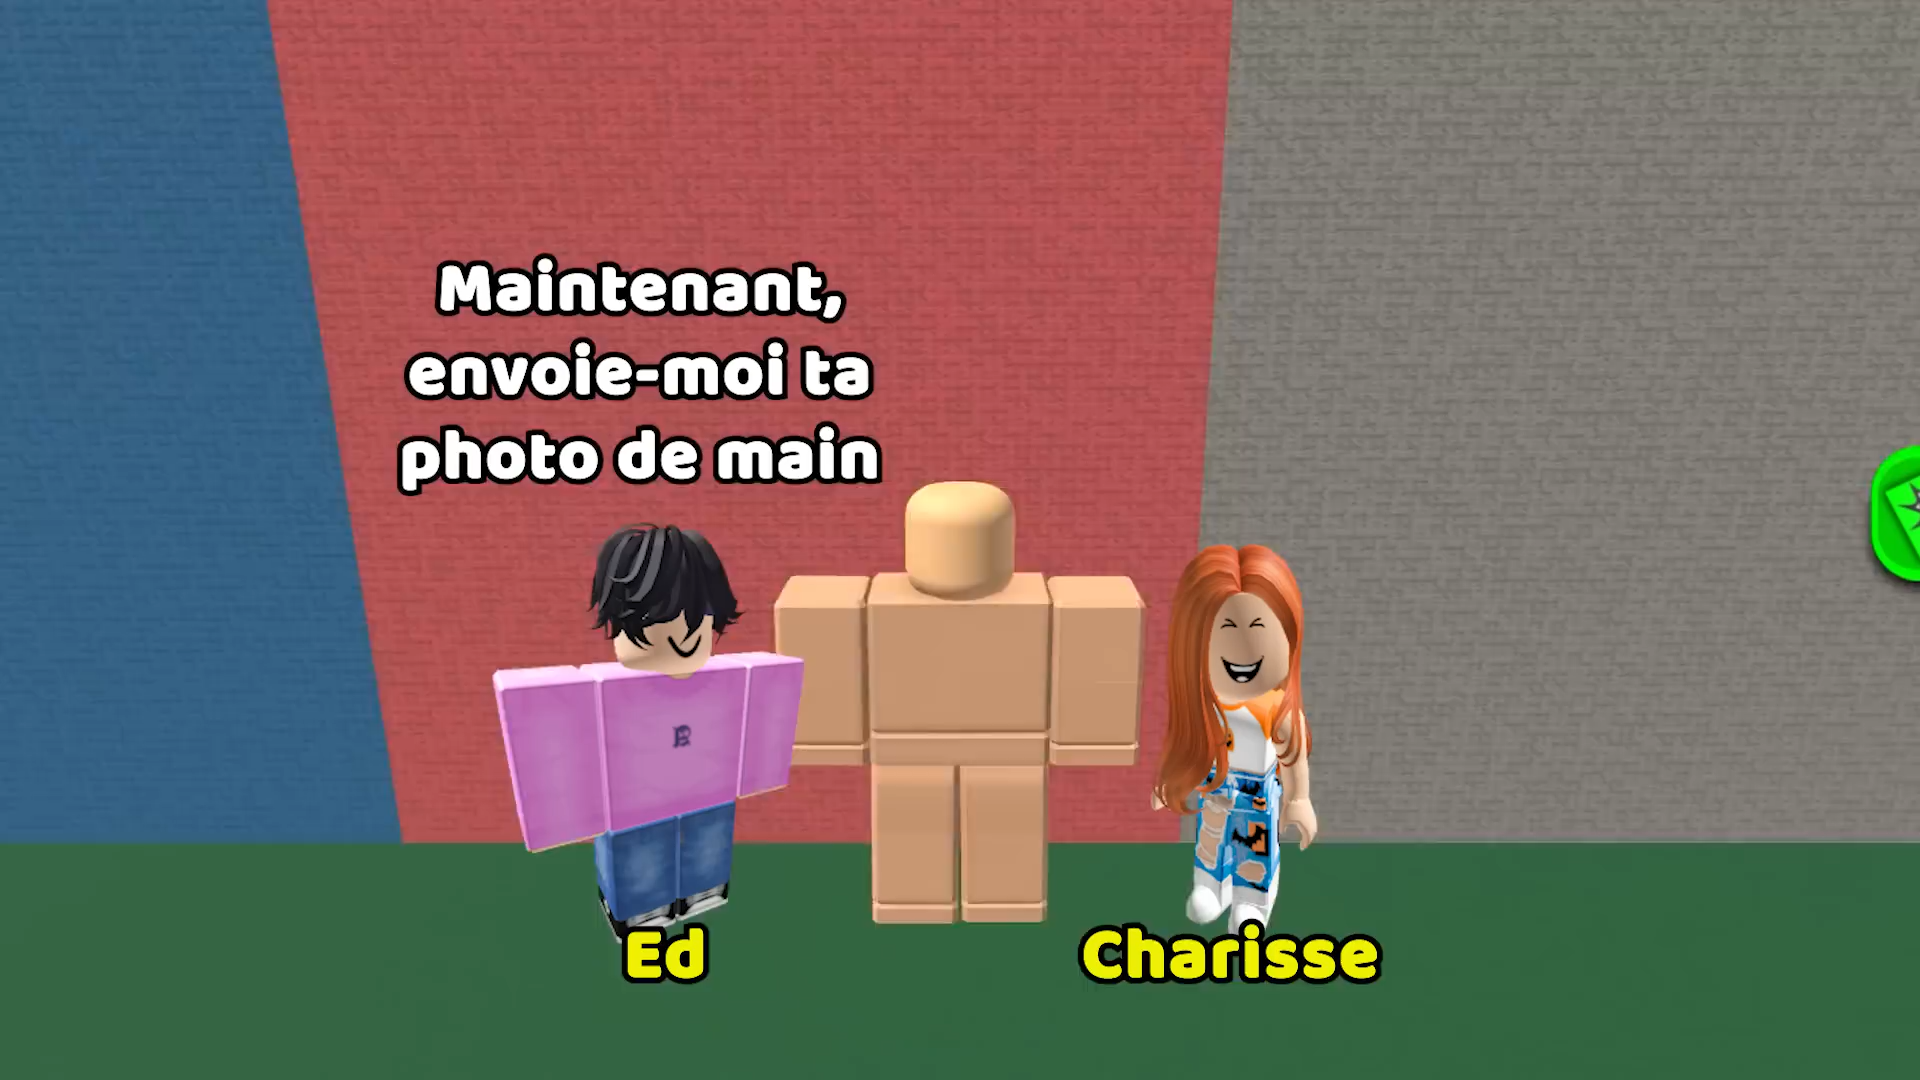 Maintenant,
envoie-moi ta
photo de main
Ed
Charisse